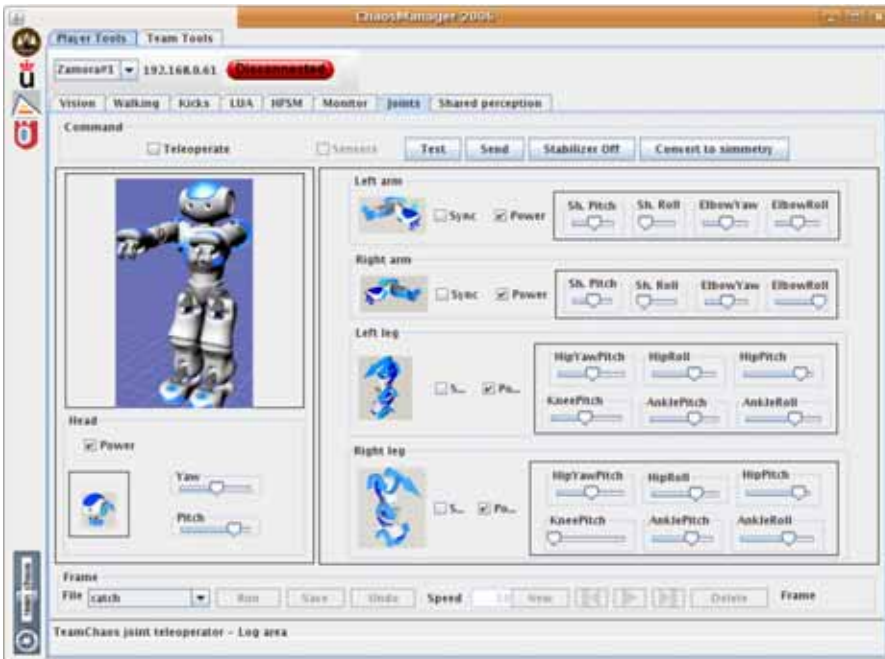 ChaosManager 2006
Player Tools Team Tools
Zamora#1 192.168.0.61 Disconnected
Vision Walking Kicks LUA HFSM Monitor Joints Shared perception
Command
Teleoperate Sensors Test Send Stabilizer Off Convert to simmetry
Left arm
Sync Power Sh. Pitch Sh. Roll ElbowYaw ElbowRoll
Right arm
Sync Power Sh. Pitch Sh. Roll ElbowYaw ElbowRoll
Left leg
S... Po... HipYawPitch HipRoll HipPitch
KneePitch AnklePitch AnkleRoll
Head
Power
Yaw
Pitch
Right leg
S... Po... HipYawPitch HipRoll HipPitch
KneePitch AnklePitch AnkleRoll
Frame
File catch Run Save Undo Speed New Delete Frame
TeamChaos joint teleoperator - Log area
team chaos